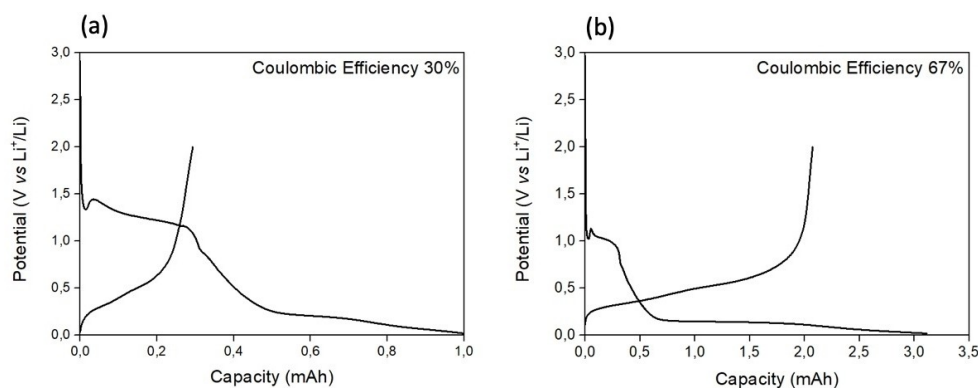 (a)
3,0
2,5
2,0
1,5
1,0
0,5
0,0
Potential (V vs Li⁺/Li)
Coulombic Efficiency 30%
0,0 0,2 0,4 0,6 0,8 1,0
Capacity (mAh)
(b)
3,0
2,5
2,0
1,5
1,0
0,5
0,0
Potential (V vs Li⁺/Li)
Coulombic Efficiency 67%
0,0 0,5 1,0 1,5 2,0 2,5 3,0 3,5
Capacity (mAh)